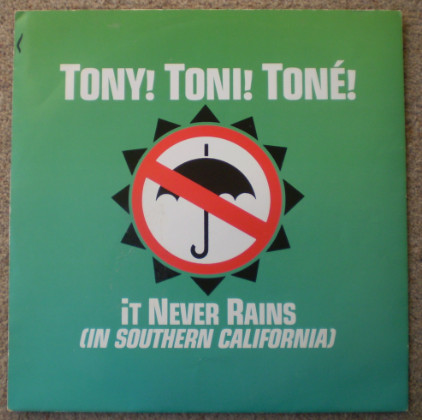 TONY! TONI! TONÉ!
iT NEVER RAINS
(IN SOUTHERN CALIFORNIA)